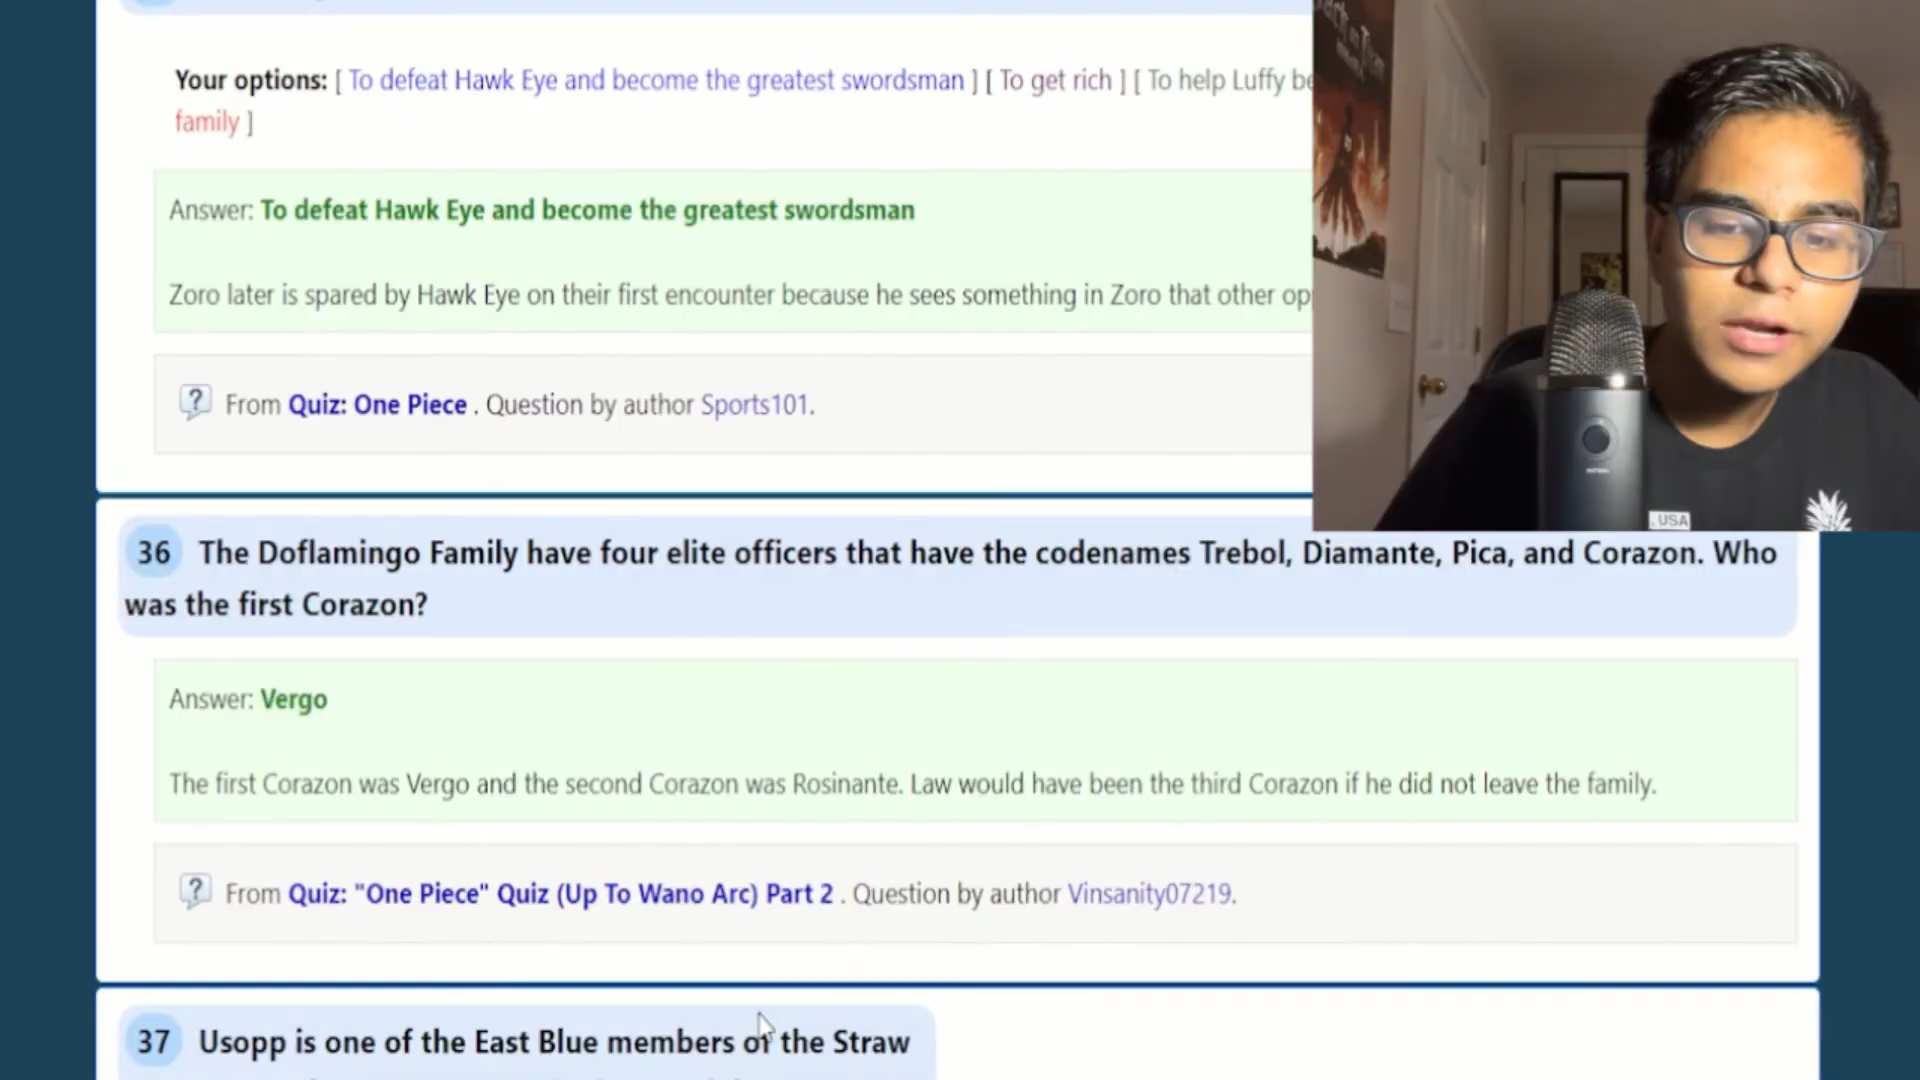 Your options: [ To defeat Hawk Eye and become the greatest swordsman ] [ To get rich ] [ To help Luffy
family ]
Answer: To defeat Hawk Eye and become the greatest swordsman
Zoro later is spared by Hawk Eye on their first encounter because he sees something in Zoro that other
From Quiz: One Piece . Question by author Sports101.
.USA
36 The Doflamingo Family have four elite officers that have the codenames Trebol, Diamante, Pica, and Corazon. Who
was the first Corazon?
Answer: Vergo
The first Corazon was Vergo and the second Corazon was Rosinante. Law would have been the third Corazon if he did not leave the family.
From Quiz: "One Piece" Quiz (Up To Wano Arc) Part 2 . Question by author Vinsanity07219.
37 Usopp is one of the East Blue members of the Straw